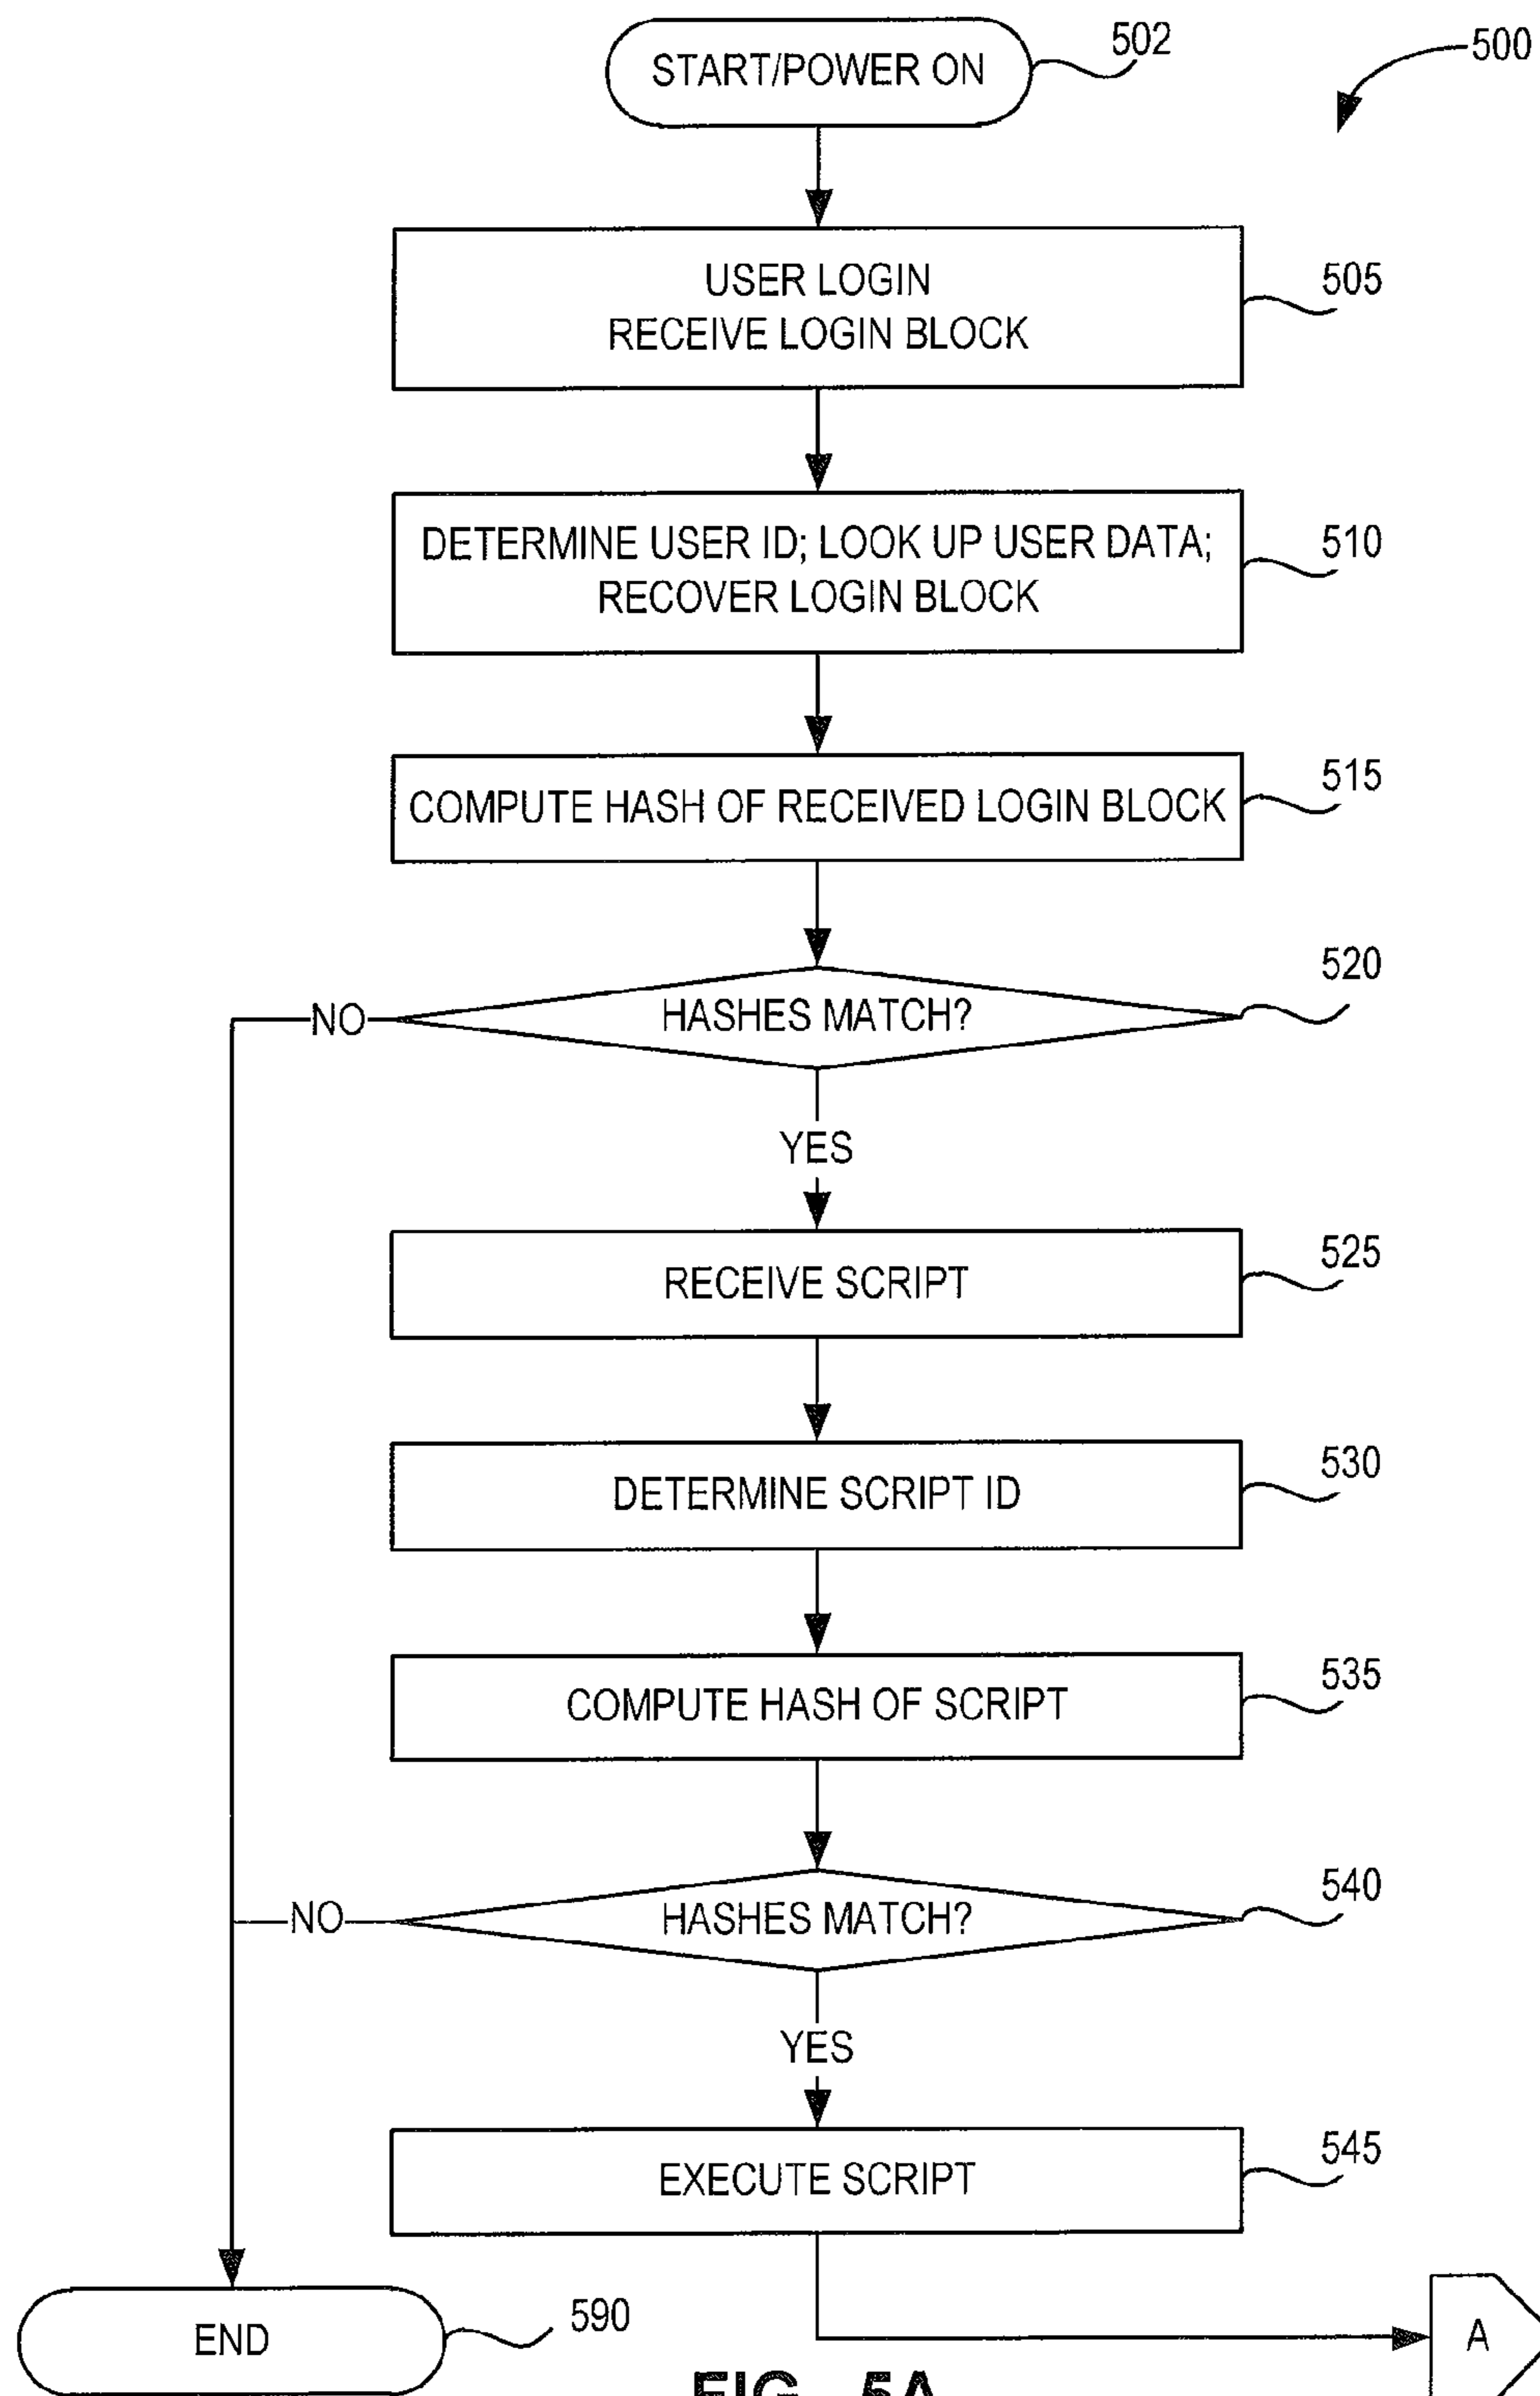 START/POWER ON
502
500
USER LOGIN
RECEIVE LOGIN BLOCK
505
DETERMINE USER ID; LOOK UP USER DATA;
RECOVER LOGIN BLOCK
510
COMPUTE HASH OF RECEIVED LOGIN BLOCK
515
HASHES MATCH?
520
NO
YES
RECEIVE SCRIPT
525
DETERMINE SCRIPT ID
530
COMPUTE HASH OF SCRIPT
535
HASHES MATCH?
540
NO
YES
EXECUTE SCRIPT
545
END
590
A
FIG. 5A